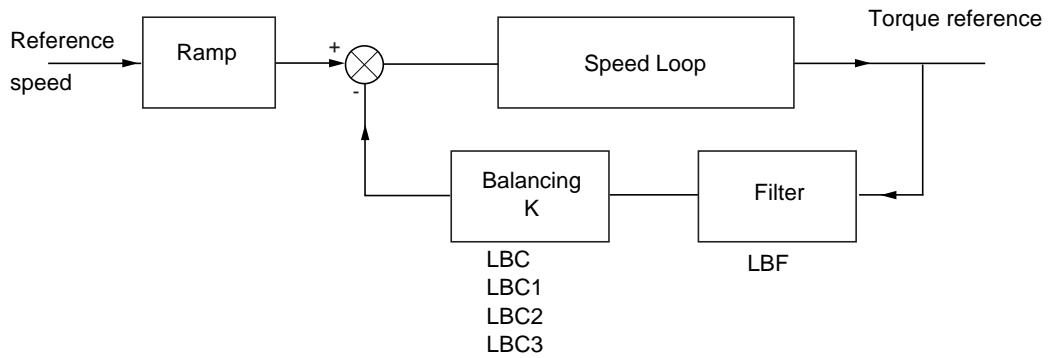 Torque reference
Reference
speed
Ramp
+
-
Speed Loop
Balancing
K
Filter
LBC
LBC1
LBC2
LBC3
LBF